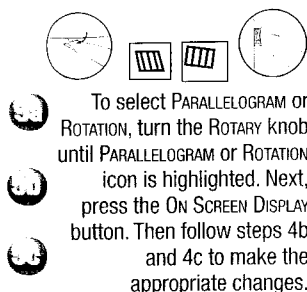 To select PARALLELOGRAM or
ROTATION, turn the ROTARY knob
until PARALLELOGRAM or ROTATION
icon is highlighted. Next,
press the ON SCREEN DISPLAY
button. Then follow steps 4b
and 4c to make the
appropriate changes.